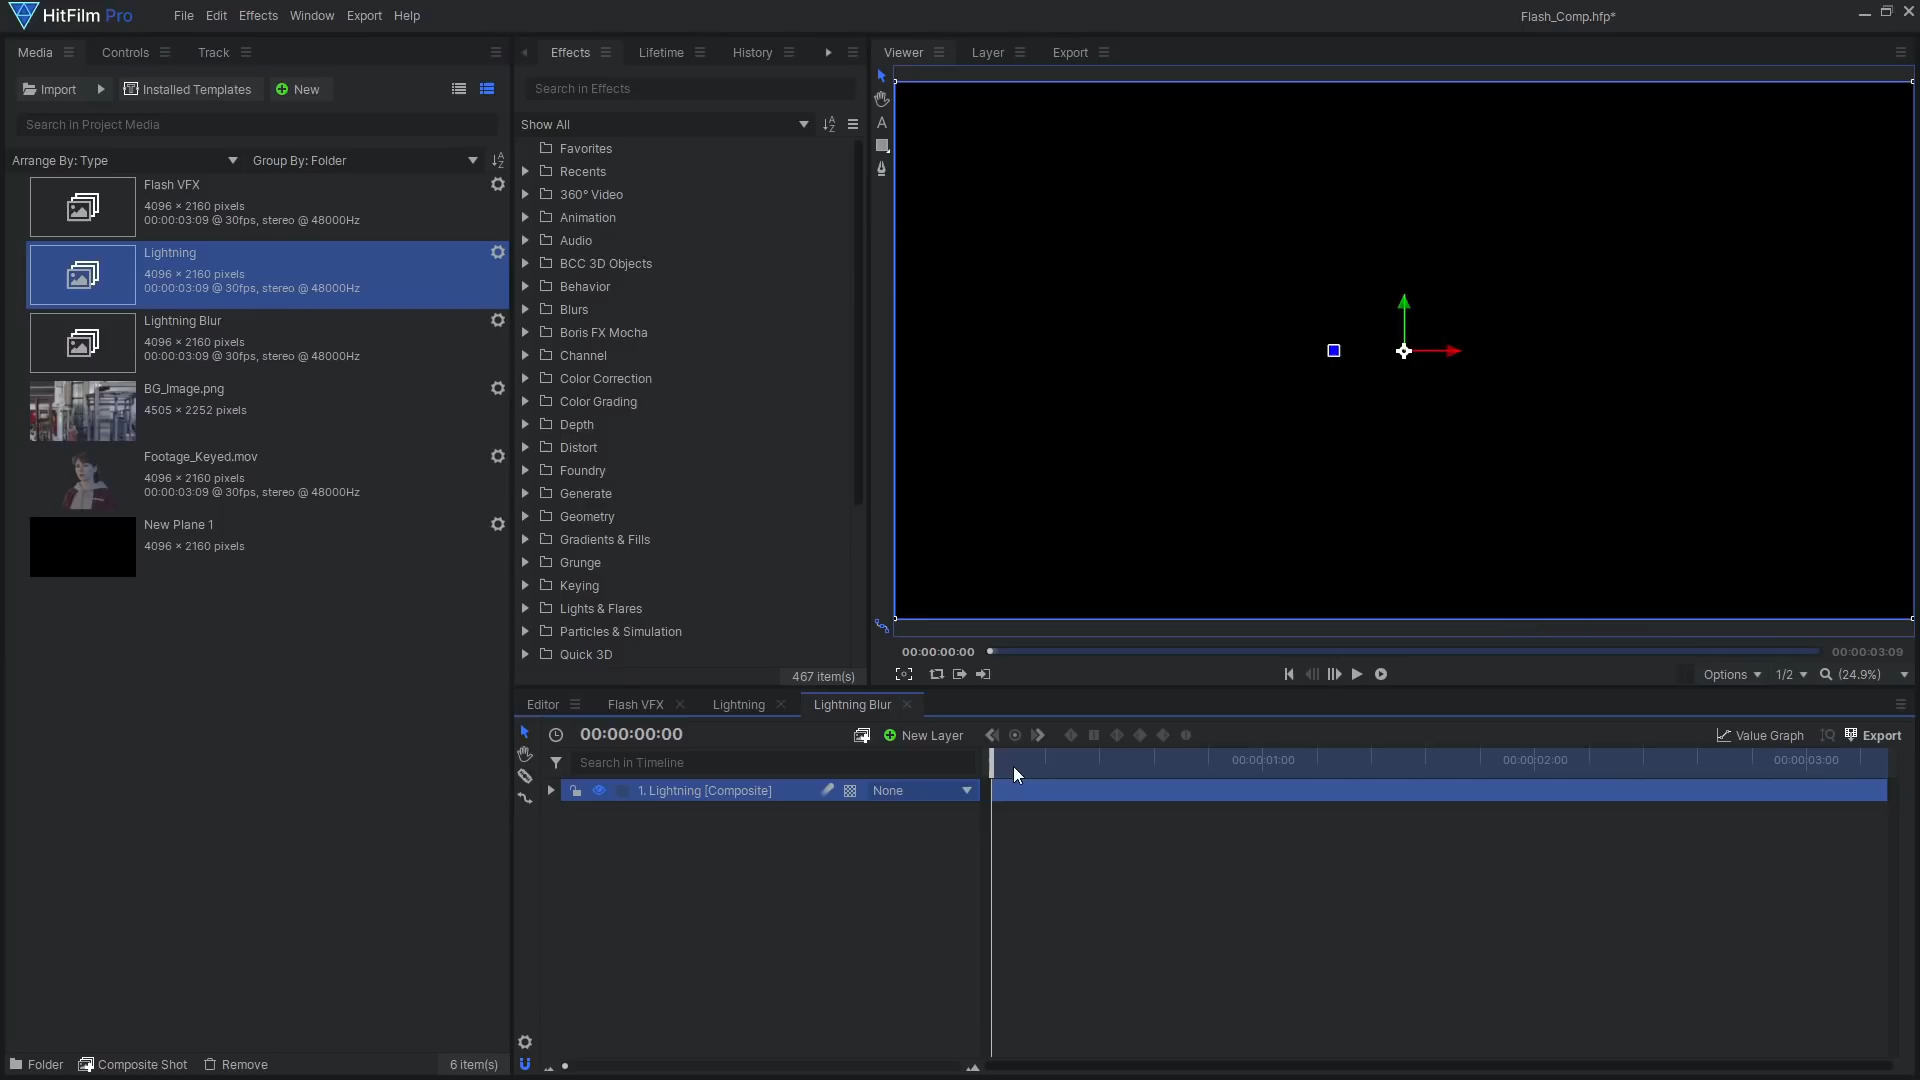 HitFilm Pro File Edit Effects Window Export Help Flash_Comp.hfp*
Media Controls Track Effects Lifetime History Viewer Layer Export
Import Installed Templates New
Search in Project Media
Arrange By: Type Group By: Folder
Flash VFX
4096 × 2160 pixels
00:00:03:09 @ 30fps, stereo @ 48000Hz
Lightning
4096 × 2160 pixels
00:00:03:09 @ 30fps, stereo @ 48000Hz
Lightning Blur
4096 × 2160 pixels
00:00:03:09 @ 30fps, stereo @ 48000Hz
BG_Image.png
4505 × 2252 pixels
Footage_Keyed.mov
4096 × 2160 pixels
00:00:03:09 @ 30fps, stereo @ 48000Hz
New Plane 1
4096 × 2160 pixels
Folder Composite Shot Remove 6 item(s)
Search in Effects
Show All
Favorites
Recents
360° Video
Animation
Audio
BCC 3D Objects
Behavior
Blurs
Boris FX Mocha
Channel
Color Correction
Color Grading
Depth
Distort
Foundry
Generate
Geometry
Gradients & Fills
Grunge
Keying
Lights & Flares
Particles & Simulation
Quick 3D
467 item(s)
A
00:00:00:00 00:00:03:09
Options 1/2 (24.9%)
Editor Flash VFX Lightning Lightning Blur
00:00:00:00 New Layer Value Graph Export
Search in Timeline 00:00:01:00 00:00:02:00 00:00:03:00
1. Lightning [Composite] None